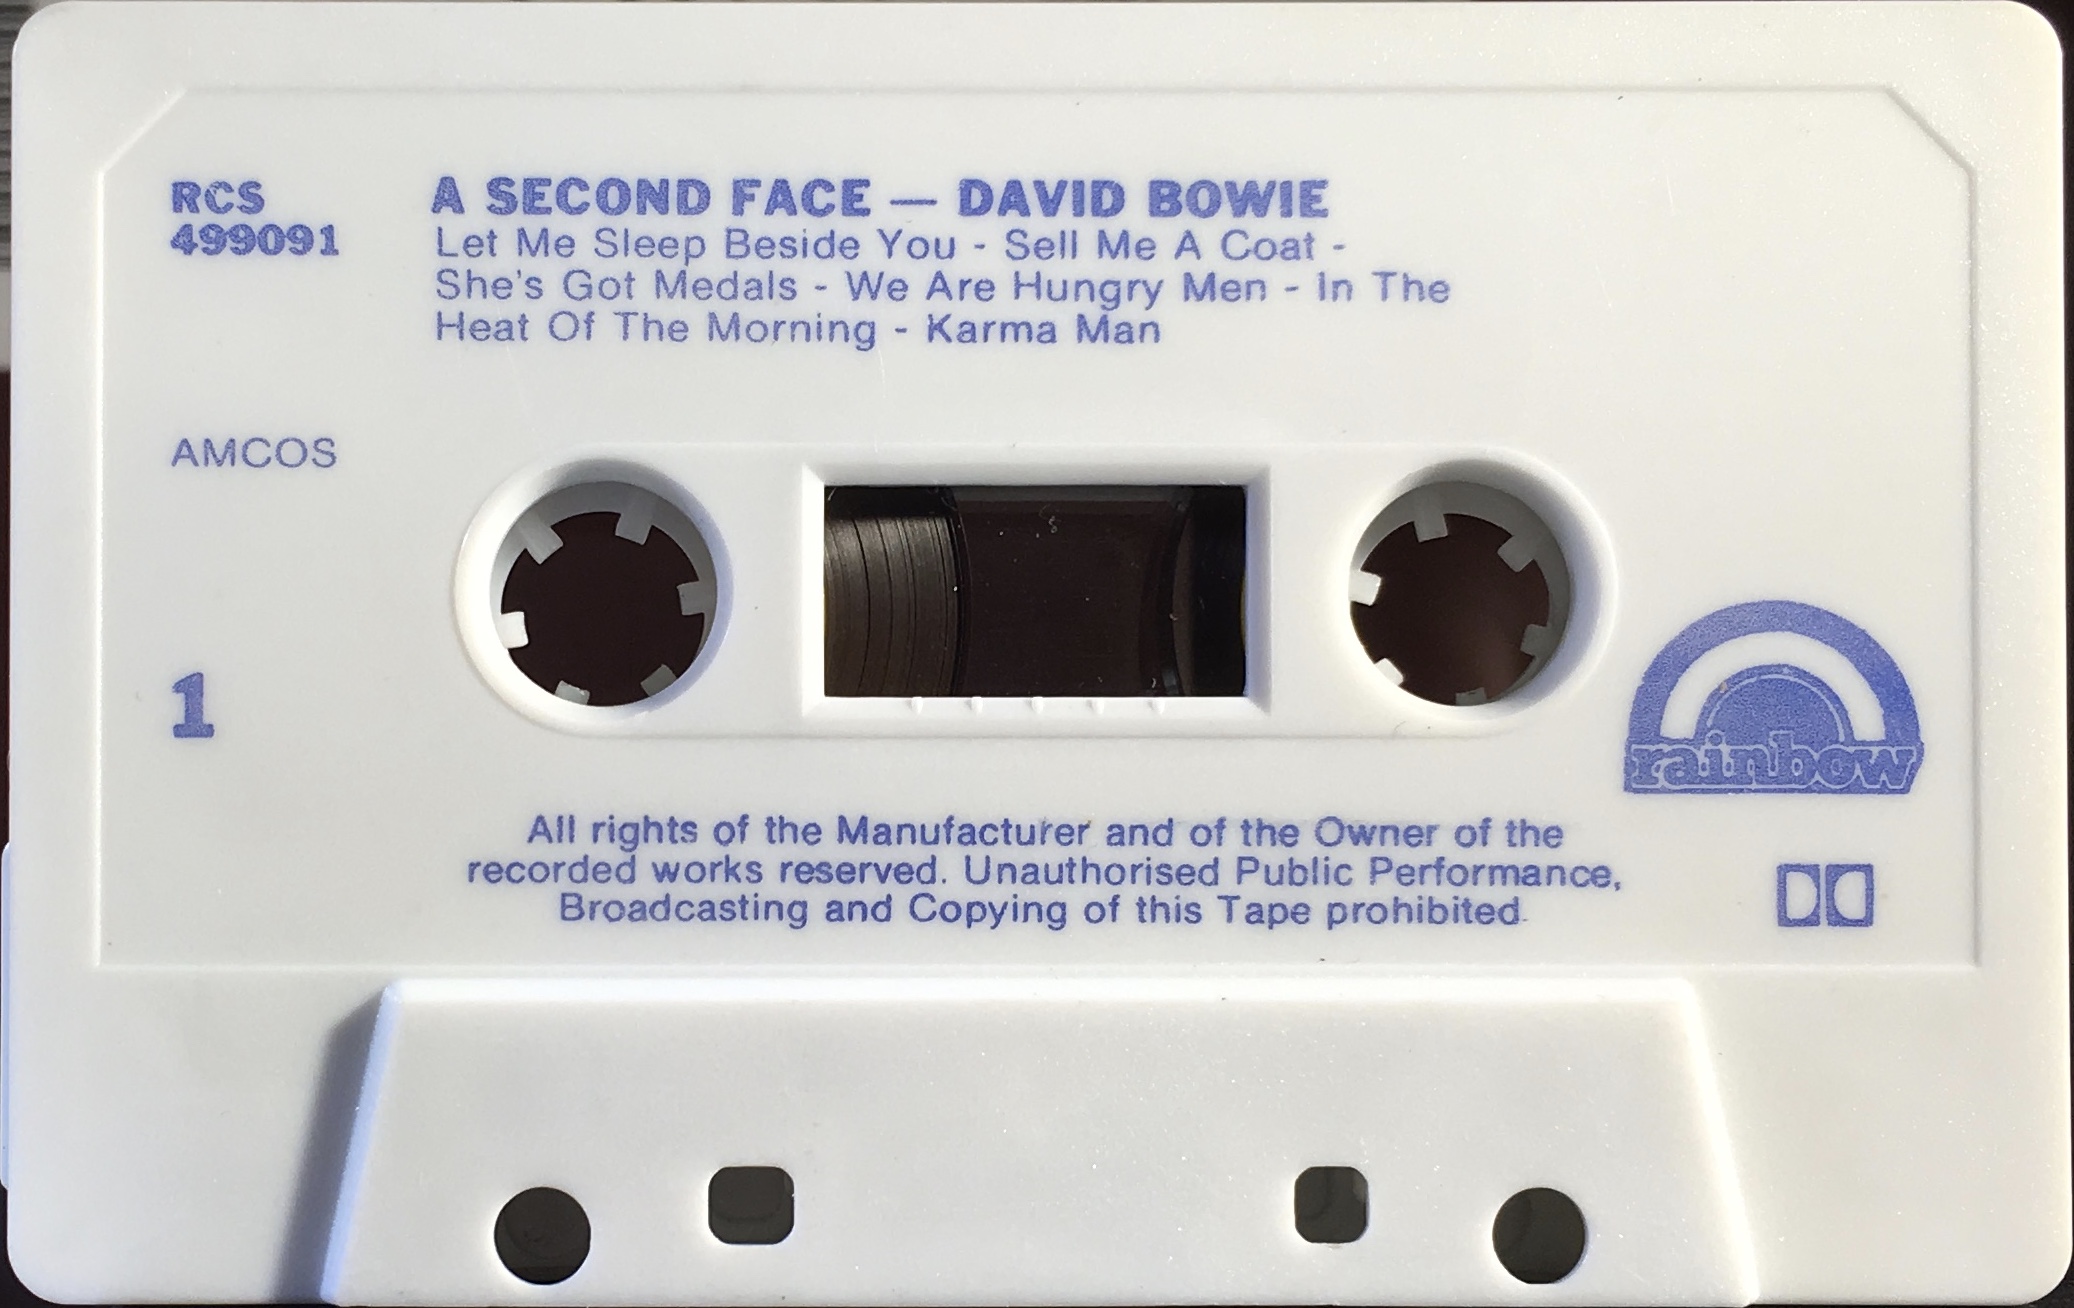 RCS
499091
A SECOND FACE — DAVID BOWIE
Let Me Sleep Beside You - Sell Me A Coat -
She's Got Medals - We Are Hungry Men - In The
Heat Of The Morning - Karma Man
AMCOS
1
rainbow
All rights of the Manufacturer and of the Owner of the
recorded works reserved. Unauthorised Public Performance,
Broadcasting and Copying of this Tape prohibited.